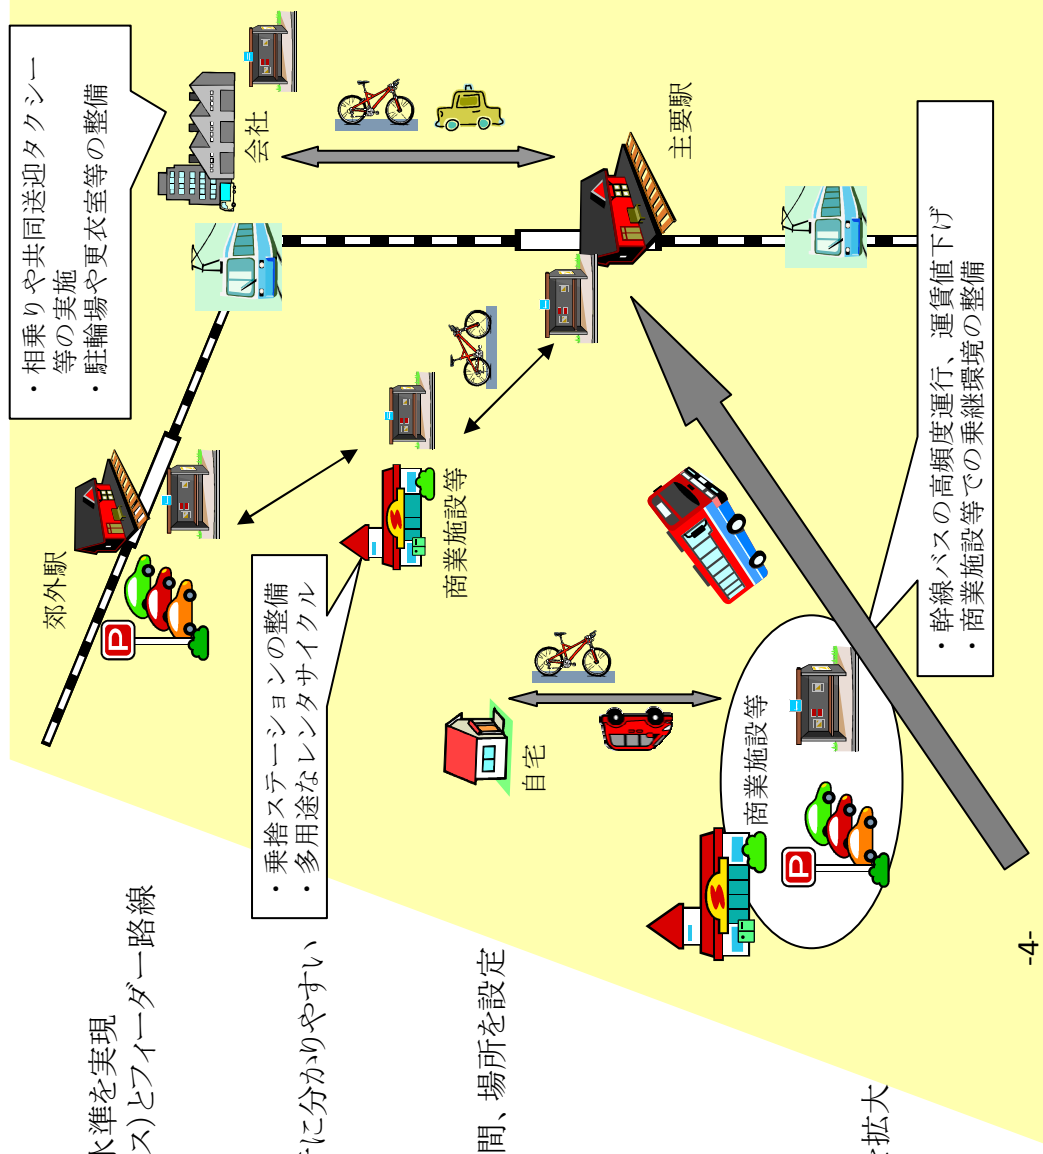 水準を実現
ス)とフィーダー路線
に分かりやすい
間、場所を設定
拡大
・相乗りや共同送迎タクシー
等の実施
・駐輪場や更衣室等の整備
郊外駅
P
会社
・乗捨ステーションの整備
・多用途なレンタサイクル
S
商業施設等
自宅
主要駅
S
商業施設等
P
・幹線バスの高頻度運行、運賃値下げ
・商業施設等での乗継環境の整備
-4-